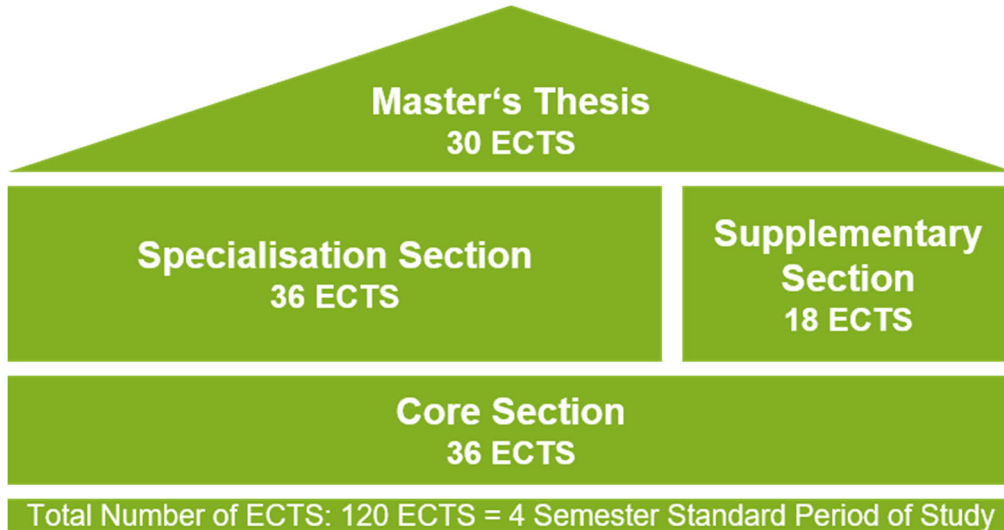 Master‘s Thesis
30 ECTS
Specialisation Section
36 ECTS
Supplementary
Section
18 ECTS
Core Section
36 ECTS
Total Number of ECTS: 120 ECTS = 4 Semester Standard Period of Study